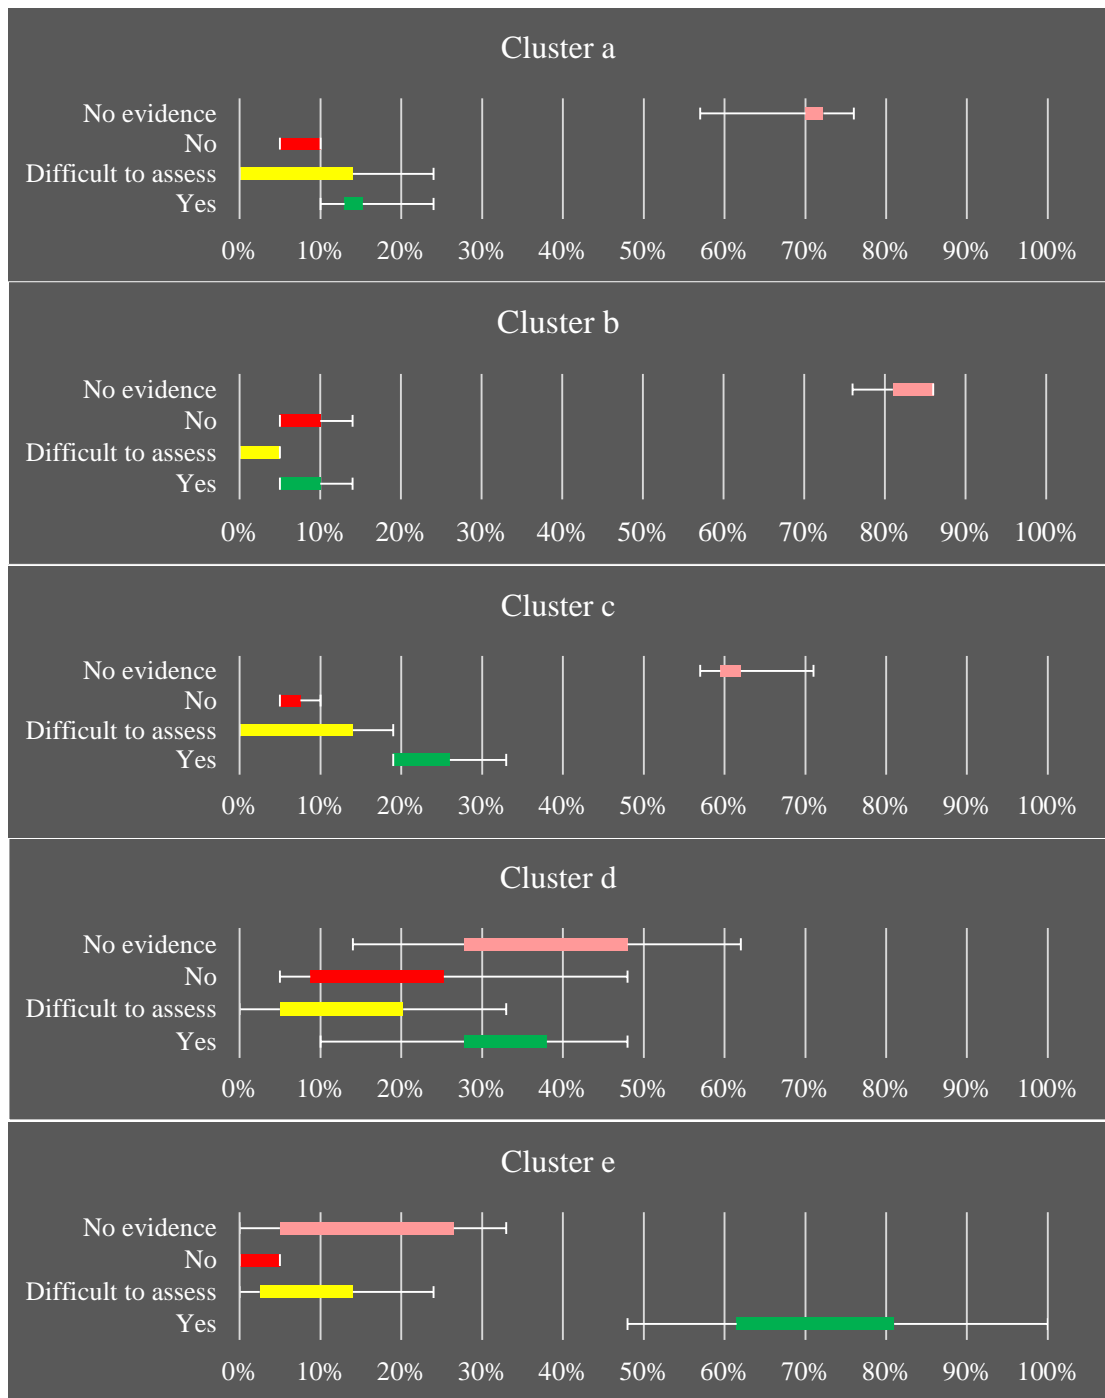 Cluster a
No evidence
No
Difficult to assess
Yes
0% 10% 20% 30% 40% 50% 60% 70% 80% 90% 100%
Cluster b
No evidence
No
Difficult to assess
Yes
0% 10% 20% 30% 40% 50% 60% 70% 80% 90% 100%
Cluster c
No evidence
No
Difficult to assess
Yes
0% 10% 20% 30% 40% 50% 60% 70% 80% 90% 100%
Cluster d
No evidence
No
Difficult to assess
Yes
0% 10% 20% 30% 40% 50% 60% 70% 80% 90% 100%
Cluster e
No evidence
No
Difficult to assess
Yes
0% 10% 20% 30% 40% 50% 60% 70% 80% 90% 100%